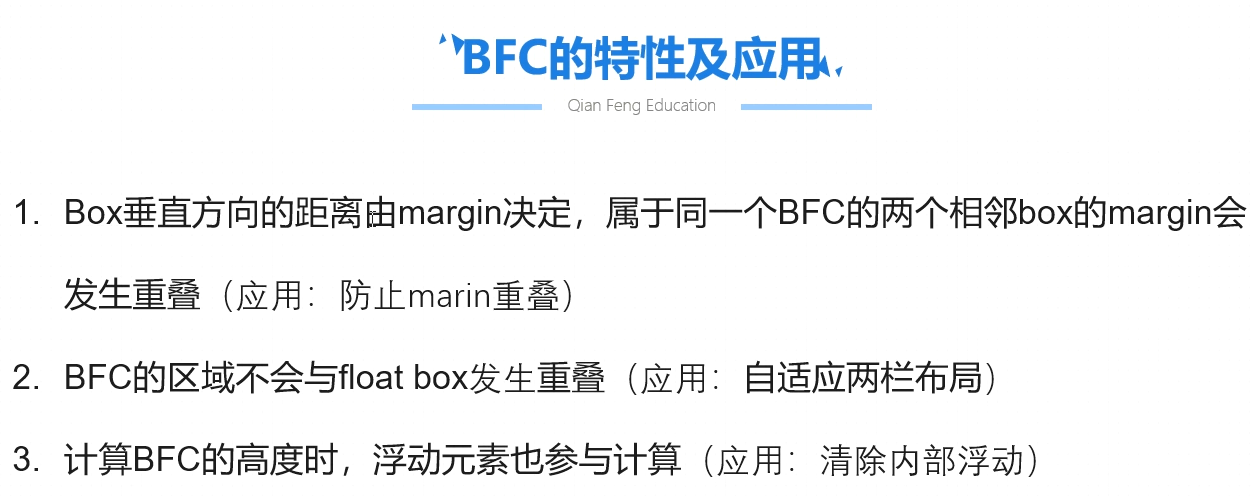 BFC的特性及应用
Qian Feng Education
1. Box垂直方向的距离由margin决定，属于同一个BFC的两个相邻box的margin会
发生重叠（应用：防止marin重叠）
2. BFC的区域不会与float box发生重叠（应用：自适应两栏布局）
3. 计算BFC的高度时，浮动元素也参与计算（应用：清除内部浮动）